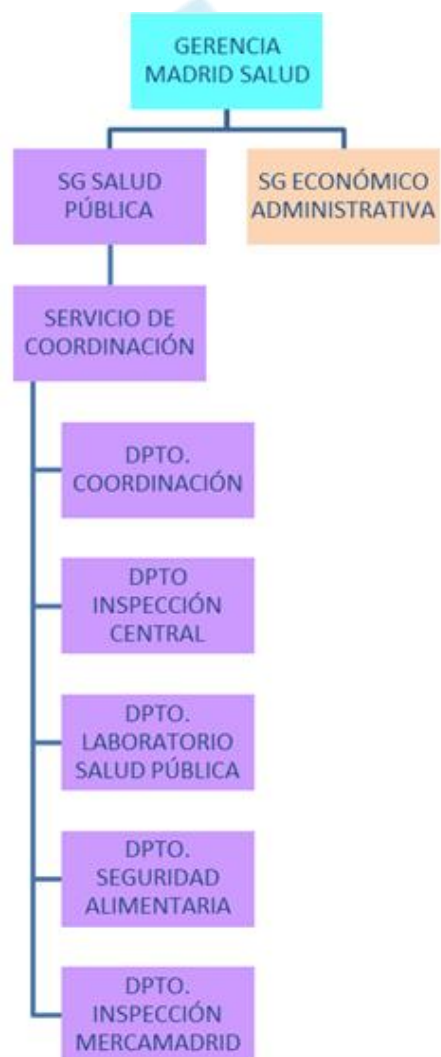 GERENCIA
MADRID SALUD
SG SALUD
PÚBLICA
SG ECONÓMICO
ADMINISTRATIVA
SERVICIO DE
COORDINACIÓN
DPTO.
COORDINACIÓN
DPTO
INSPECCIÓN
CENTRAL
DPTO.
LABORATORIO
SALUD PÚBLICA
DPTO.
SEGURIDAD
ALIMENTARIA
DPTO.
INSPECCIÓN
MERCAMADRID